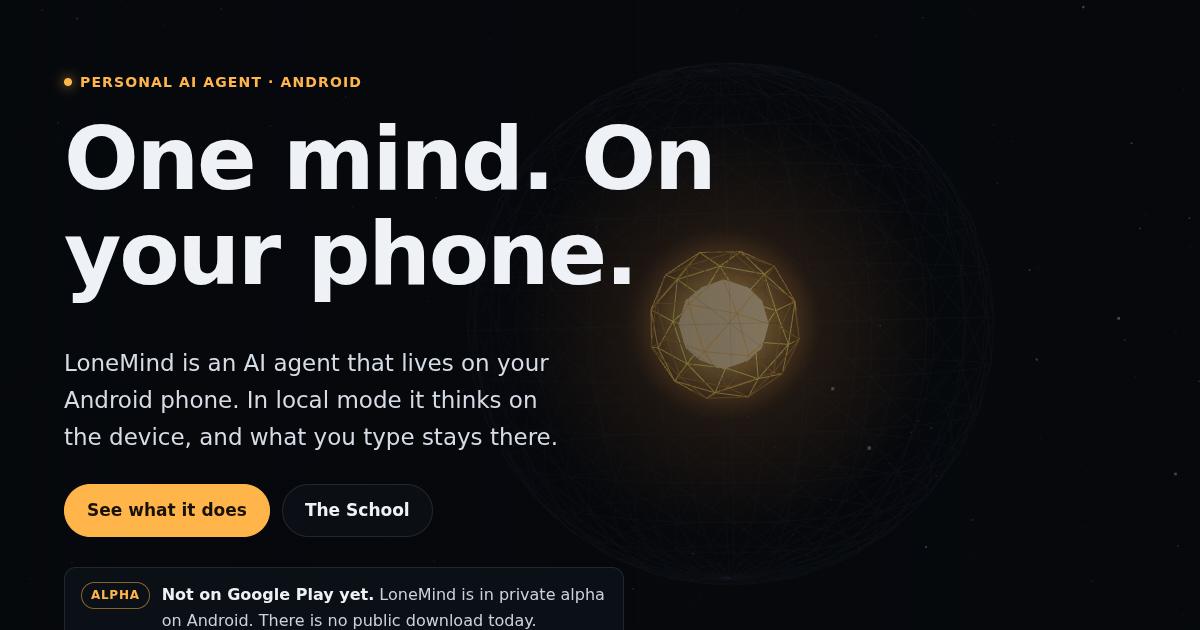 PERSONAL AI AGENT · ANDROID
One mind. On
your phone.
LoneMind is an AI agent that lives on your
Android phone. In local mode it thinks on
the device, and what you type stays there.
See what it does
The School
ALPHA
Not on Google Play yet. LoneMind is in private alpha
on Android. There is no public download today.